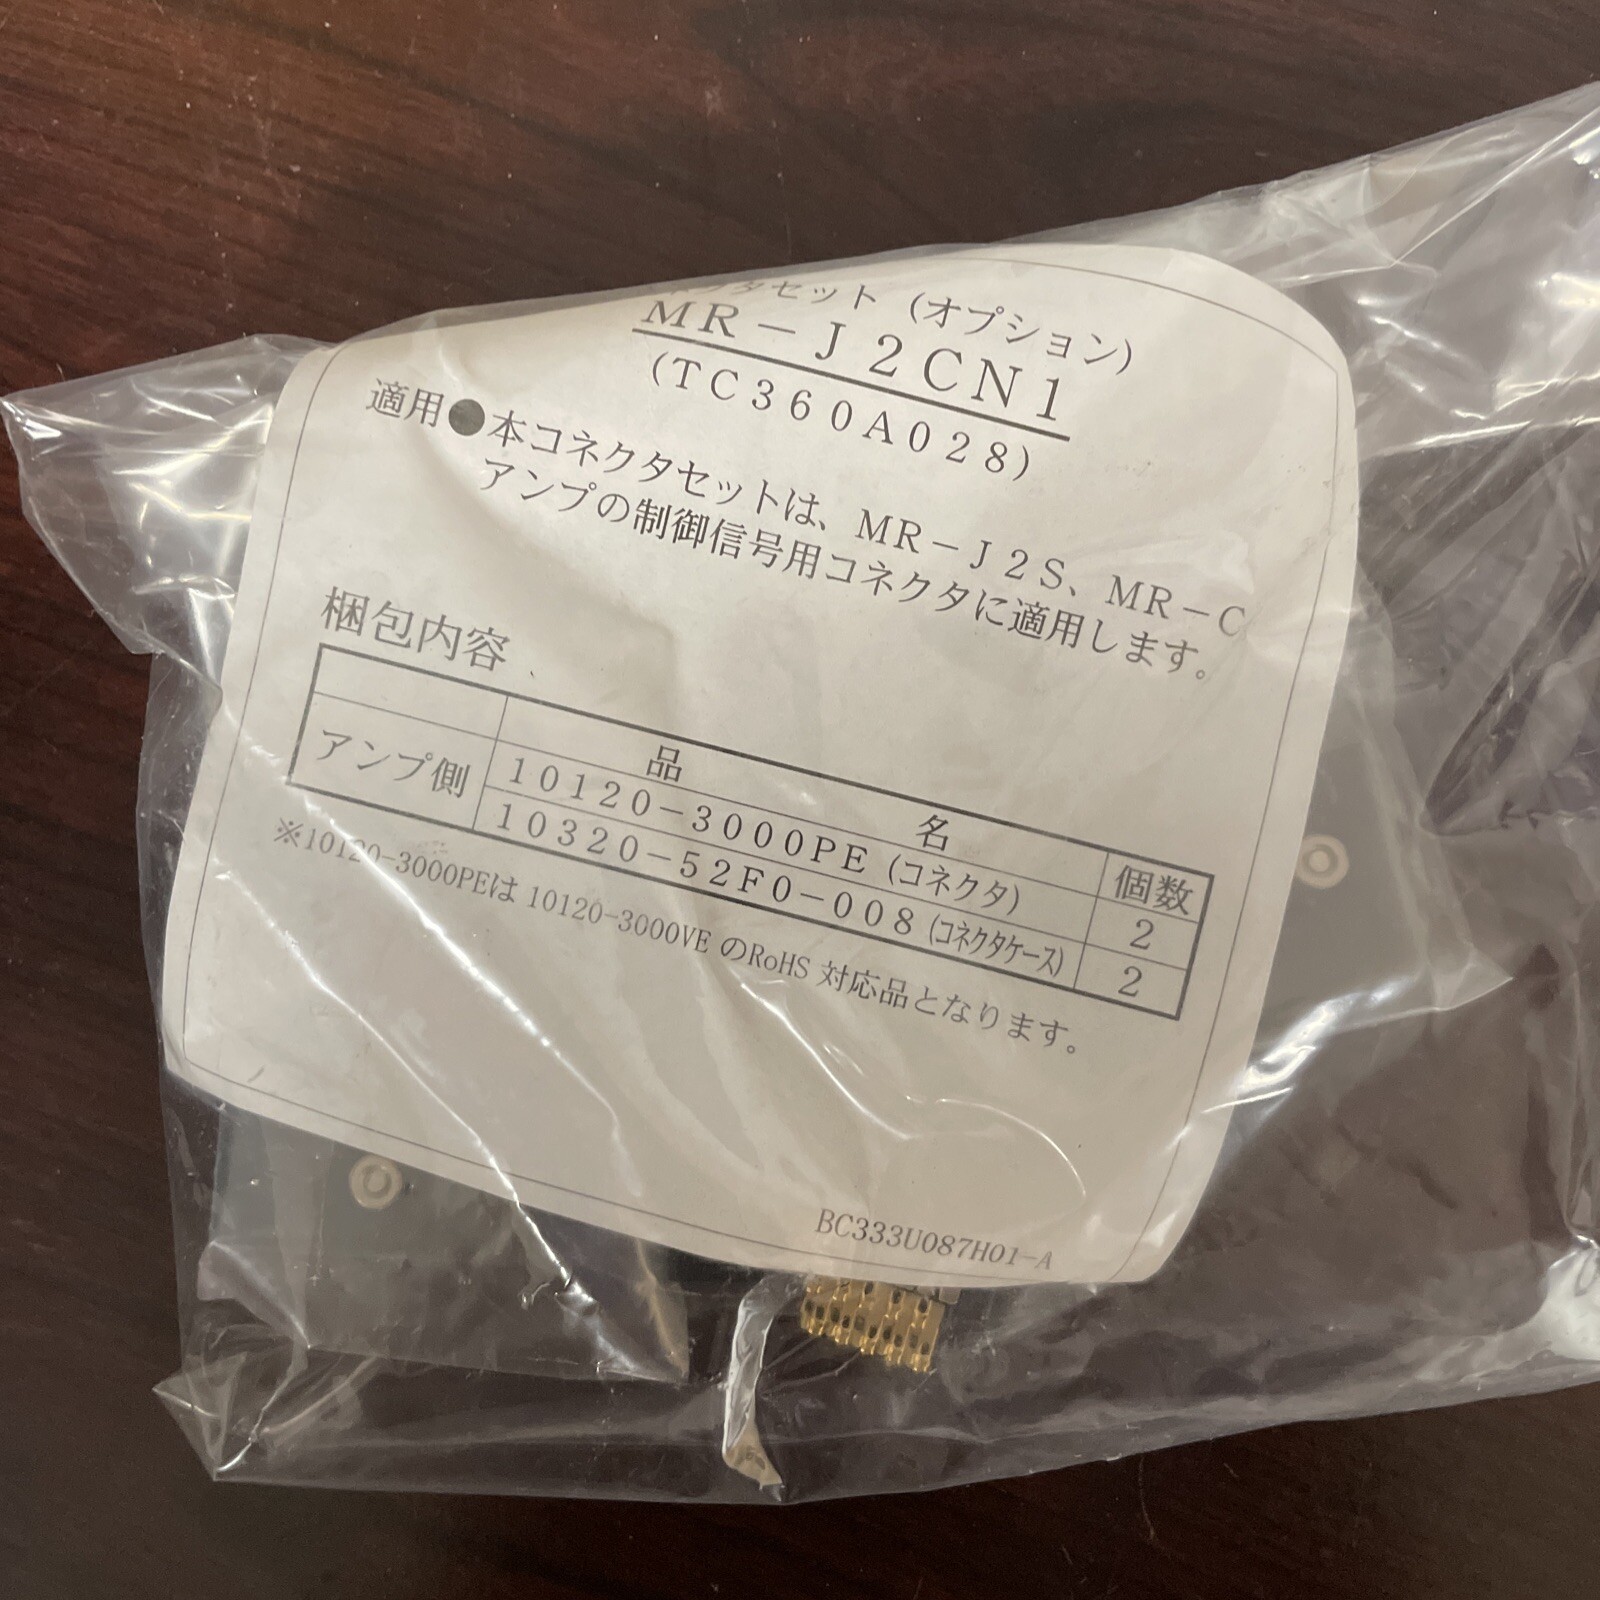 ネクタセット (オプション)
MR－J2CN1
(TC360A028)
適用●本コネクタセットは、MR－J2S、MR－C
アンプの制御信号用コネクタに適用します。
梱包内容
品名 個数
アンプ側 10120-3000PE (コネクタ) 2
10320-52F0-008 (コネクタケース) 2
※10120-3000PEは 10120-3000VE のRoHS 対応品となります。
BC333U087H01-A